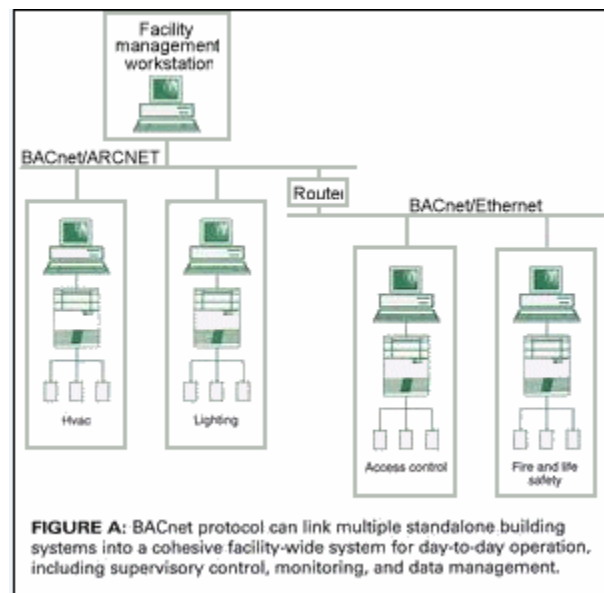 Facility
management
workstation
BACnet/ARCNET
Router
BACnet/Ethernet
Hvac
Lighting
Access control
Fire and life
safety
FIGURE A: BACnet protocol can link multiple standalone building
systems into a cohesive facility-wide system for day-to-day operation,
including supervisory control, monitoring, and data management.